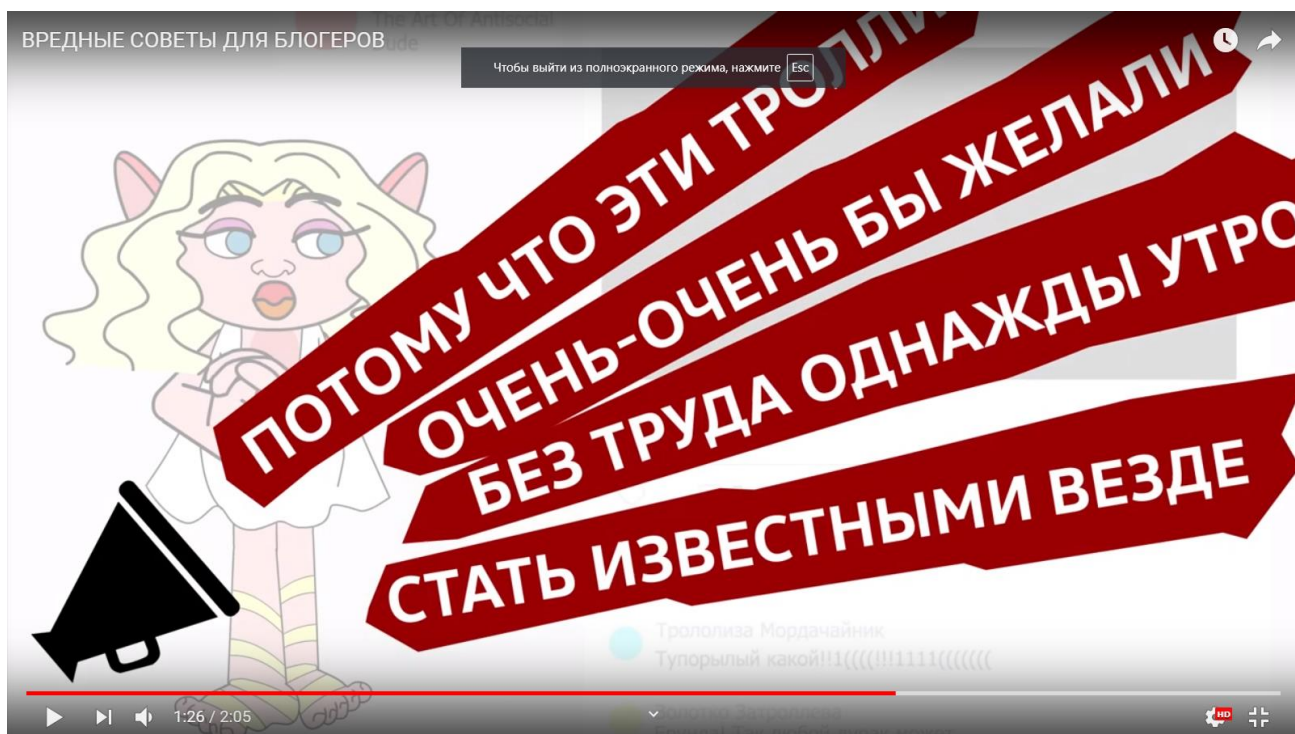 The Art Of Antisocial
ude
ВРЕДНЫЕ СОВЕТЫ ДЛЯ БЛОГЕРОВ
Чтобы выйти из полноэкранного режима, нажмите Esc
ПОТОМУ ЧТО ЭТИ ТРОЛЛИ
ОЧЕНЬ-ОЧЕНЬ БЫ ЖЕЛАЛИ
БЕЗ ТРУДА ОДНАЖДЫ УТРО
СТАТЬ ИЗВЕСТНЫМИ ВЕЗДЕ
Трололиза Мордачайник
Тупорылый какой!!1((((!!!1111(((((((
1:26 / 2:05
HD